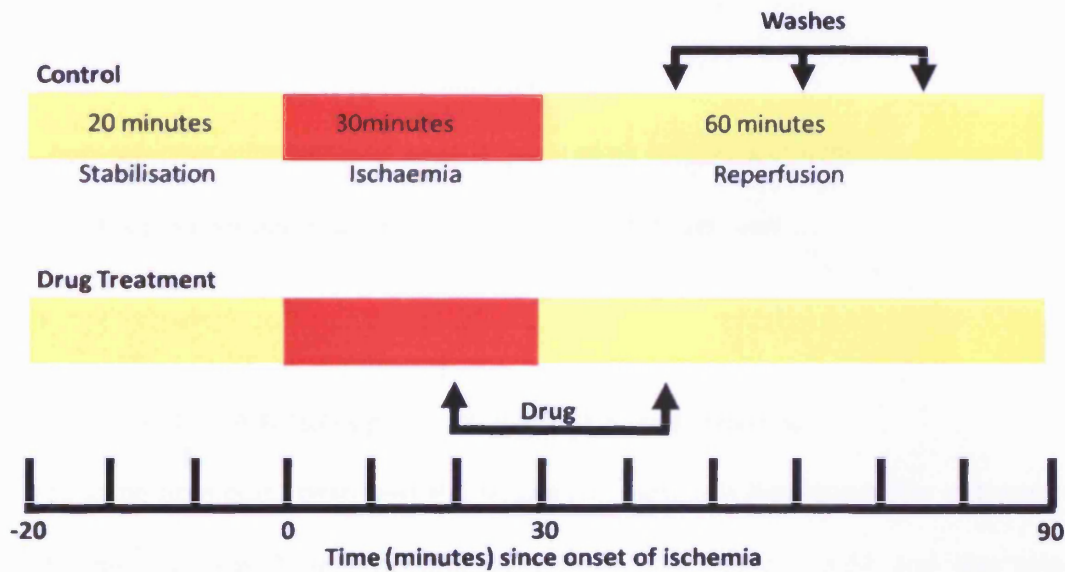 Washes
Control
20 minutes 30minutes 60 minutes
Stabilisation Ischaemia Reperfusion
Drug Treatment
Drug
-20 0 30 90
Time (minutes) since onset of ischemia